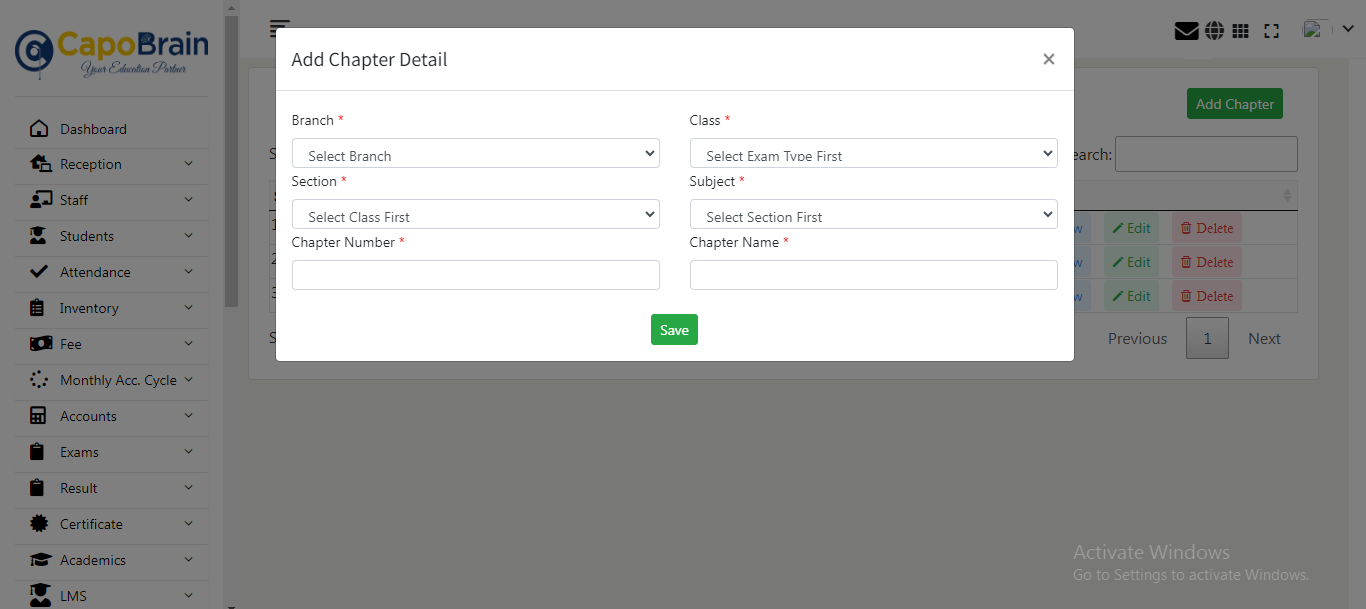 CapoBrain
Your Education Partner
Dashboard
Reception
Staff
Students
Attendance
Inventory
Fee
Monthly Acc. Cycle
Accounts
Exams
Result
Certificate
Academics
LMS
Add Chapter Detail
×
Branch *
Class *
Select Branch
Select Exam Type First
Section *
Subject *
Select Class First
Select Section First
Chapter Number *
Chapter Name *
Save
Add Chapter
earch:
w Edit Delete
w Edit Delete
w Edit Delete
Previous 1 Next
Activate Windows
Go to Settings to activate Windows.